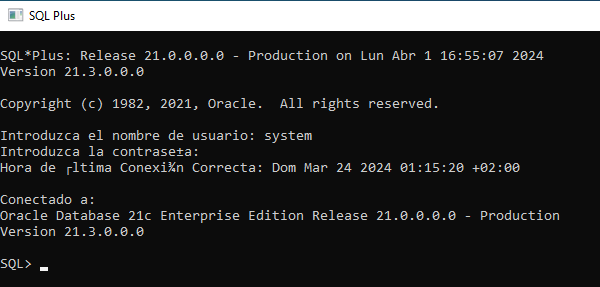 SQL Plus
SQL*Plus: Release 21.0.0.0.0 - Production on Lun Abr 1 16:55:07 2024
Version 21.3.0.0.0
Copyright (c) 1982, 2021, Oracle.  All rights reserved.
Introduzca el nombre de usuario: system
Introduzca la contrase±a:
Hora de ┌ltima Conexi¾n Correcta: Dom Mar 24 2024 01:15:20 +02:00
Conectado a:
Oracle Database 21c Enterprise Edition Release 21.0.0.0.0 - Production
Version 21.3.0.0.0
SQL> _